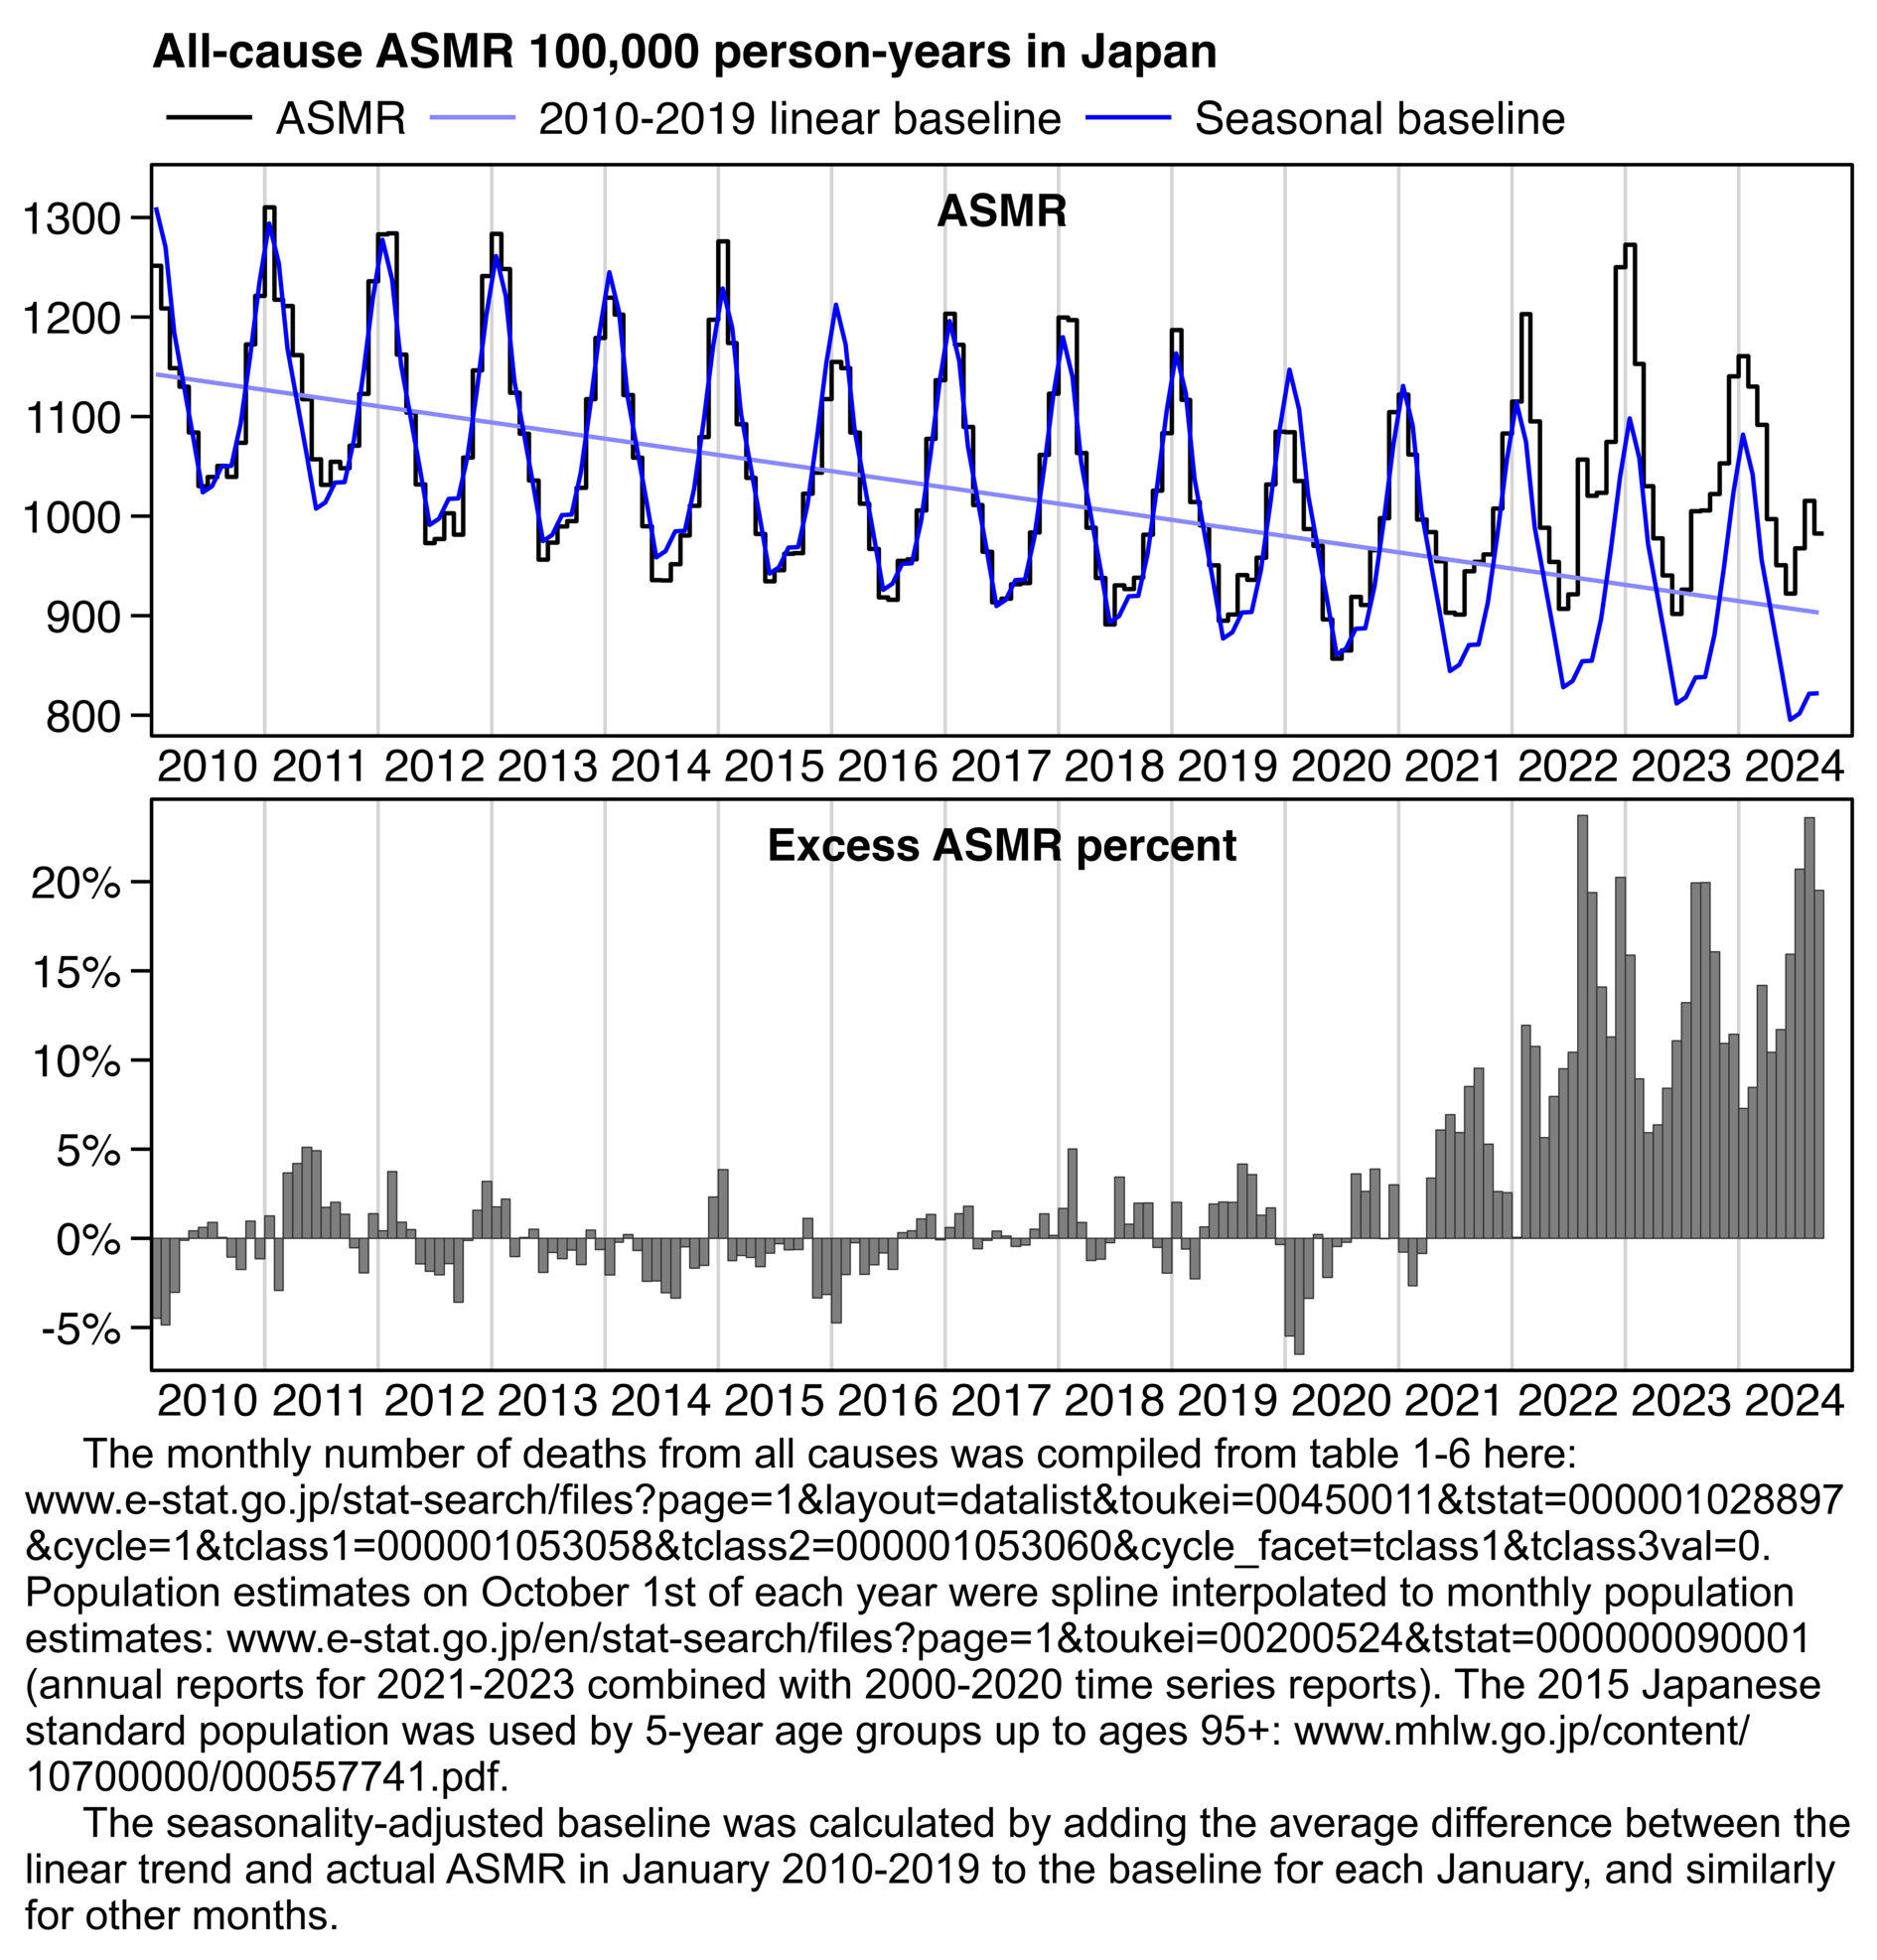 All-cause ASMR 100,000 person-years in Japan
ASMR 2010-2019 linear baseline Seasonal baseline
ASMR
1300
1200
1100
1000
900
800
2010 2011 2012 2013 2014 2015 2016 2017 2018 2019 2020 2021 2022 2023 2024
Excess ASMR percent
20%
15%
10%
5%
0%
-5%
2010 2011 2012 2013 2014 2015 2016 2017 2018 2019 2020 2021 2022 2023 2024
The monthly number of deaths from all causes was compiled from table 1-6 here:
www.e-stat.go.jp/stat-search/files?page=1&layout=datalist&toukei=00450011&tstat=000001028897
&cycle=1&tclass1=000001053058&tclass2=000001053060&cycle_facet=tclass1&tclass3val=0.
Population estimates on October 1st of each year were spline interpolated to monthly population
estimates: www.e-stat.go.jp/en/stat-search/files?page=1&toukei=00200524&tstat=000000090001
(annual reports for 2021-2023 combined with 2000-2020 time series reports). The 2015 Japanese
standard population was used by 5-year age groups up to ages 95+: www.mhlw.go.jp/content/
10700000/000557741.pdf.
The seasonality-adjusted baseline was calculated by adding the average difference between the
linear trend and actual ASMR in January 2010-2019 to the baseline for each January, and similarly
for other months.